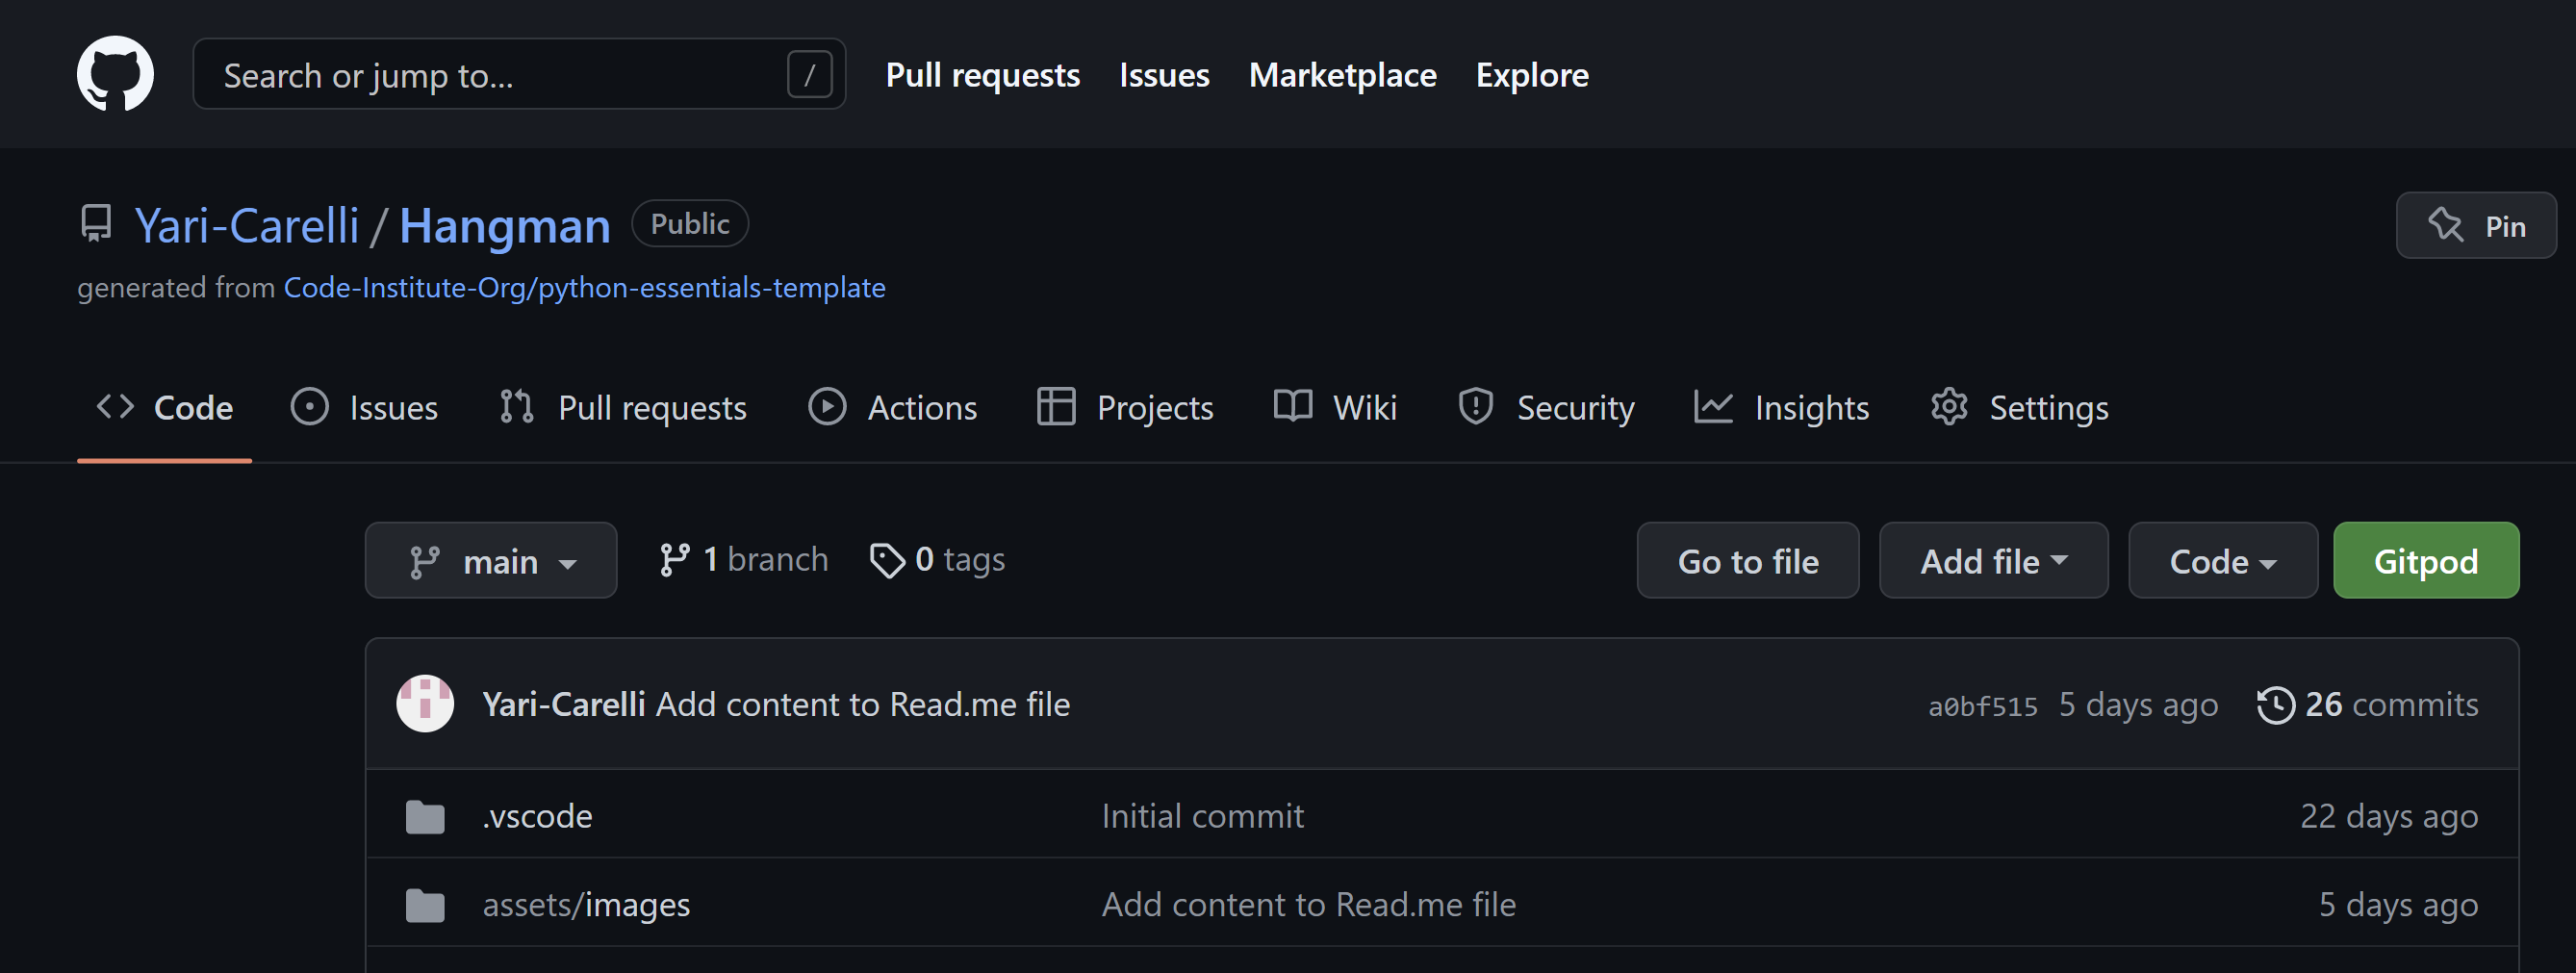 Search or jump to... / Pull requests Issues Marketplace Explore
Yari-Carelli / Hangman Public Pin
generated from Code-Institute-Org/python-essentials-template
Code Issues Pull requests Actions Projects Wiki Security Insights Settings
main 1 branch 0 tags Go to file Add file Code Gitpod
Yari-Carelli Add content to Read.me file a0bf515 5 days ago 26 commits
.vscode Initial commit 22 days ago
assets/images Add content to Read.me file 5 days ago